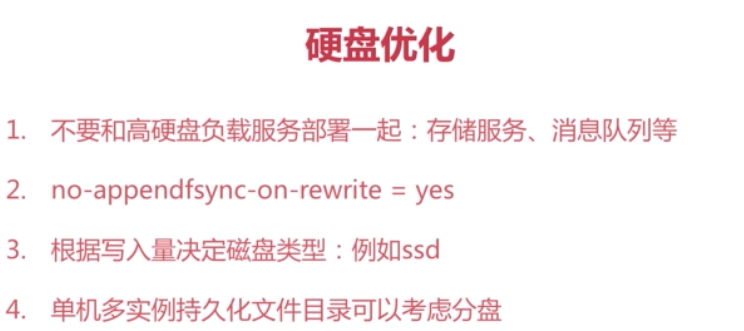 硬盘优化
1. 不要和高硬盘负载服务部署一起：存储服务、消息队列等
2. no-appendfsync-on-rewrite = yes
3. 根据写入量决定磁盘类型：例如ssd
4. 单机多实例持久化文件目录可以考虑分盘